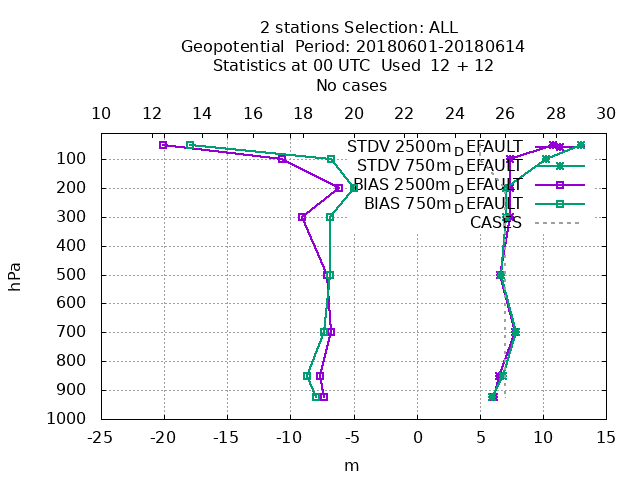 2 stations Selection: ALL
Geopotential  Period: 20180601-20180614
Statistics at 00 UTC  Used  12 + 12
No cases
10 12 14 16 18 20 22 24 26 28 30
STDV 2500m_DEFAULT
STDV 750m_DEFAULT
BIAS 2500m_DEFAULT
BIAS 750m_DEFAULT
CASES
100
200
300
400
500
600
700
800
900
1000
hPa
-25 -20 -15 -10 -5 0 5 10 15
m